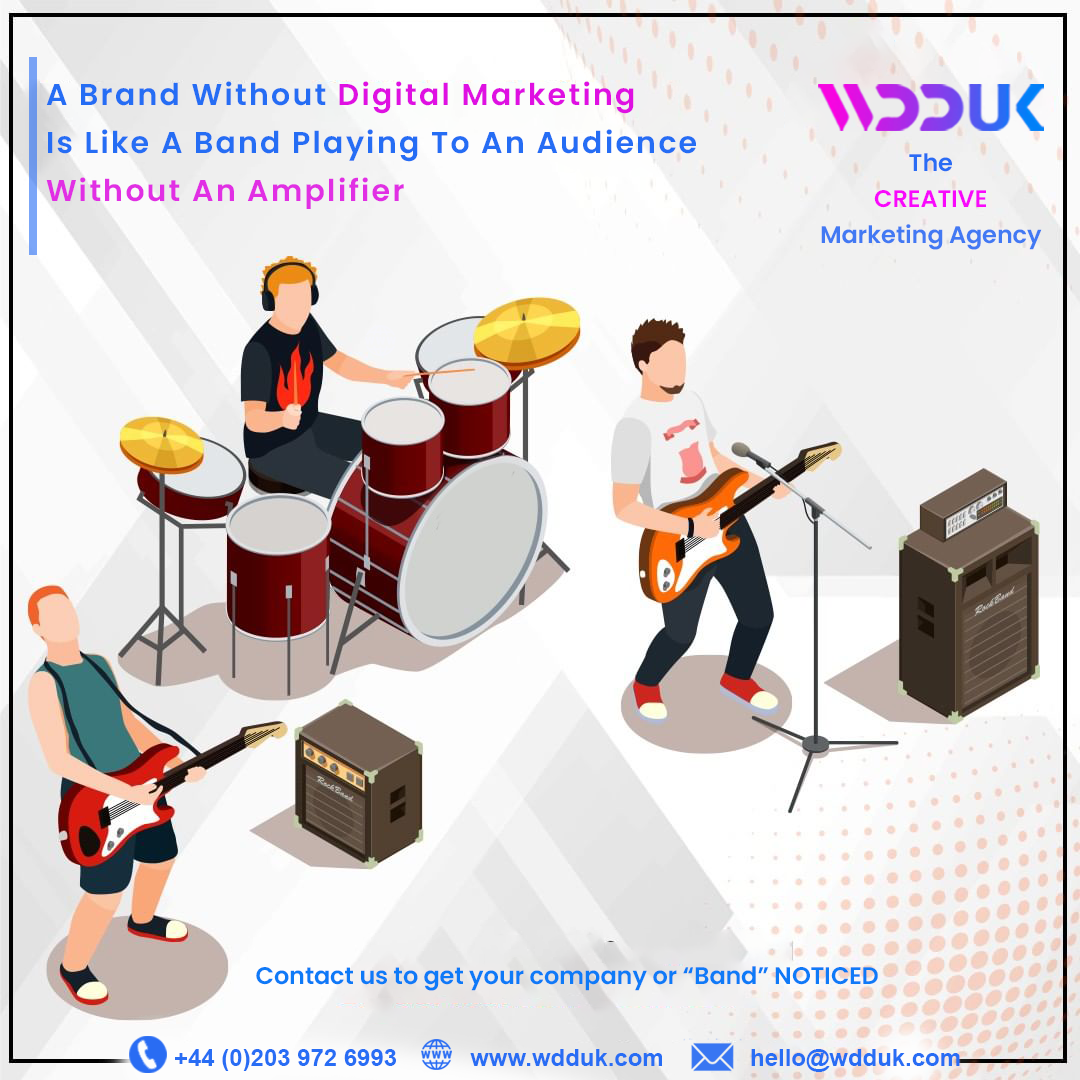 A Brand Without Digital Marketing
Is Like A Band Playing To An Audience
Without An Amplifier
WDDUK
The
CREATIVE
Marketing Agency
RockBand
RockBand
Contact us to get your company or “Band” NOTICED
+44 (0)203 972 6993
www.wdduk.com
hello@wdduk.com